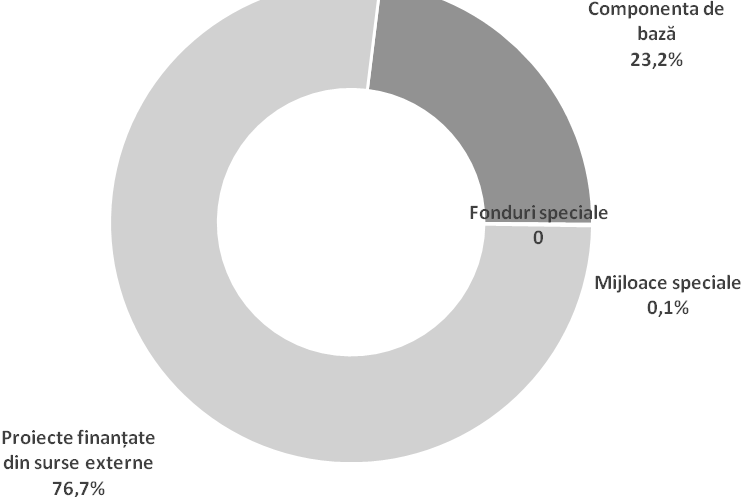 Componenta de
bază
23,2%
Fonduri speciale
0
Mijloace speciale
0,1%
Proiecte finanțate
din surse externe
76,7%